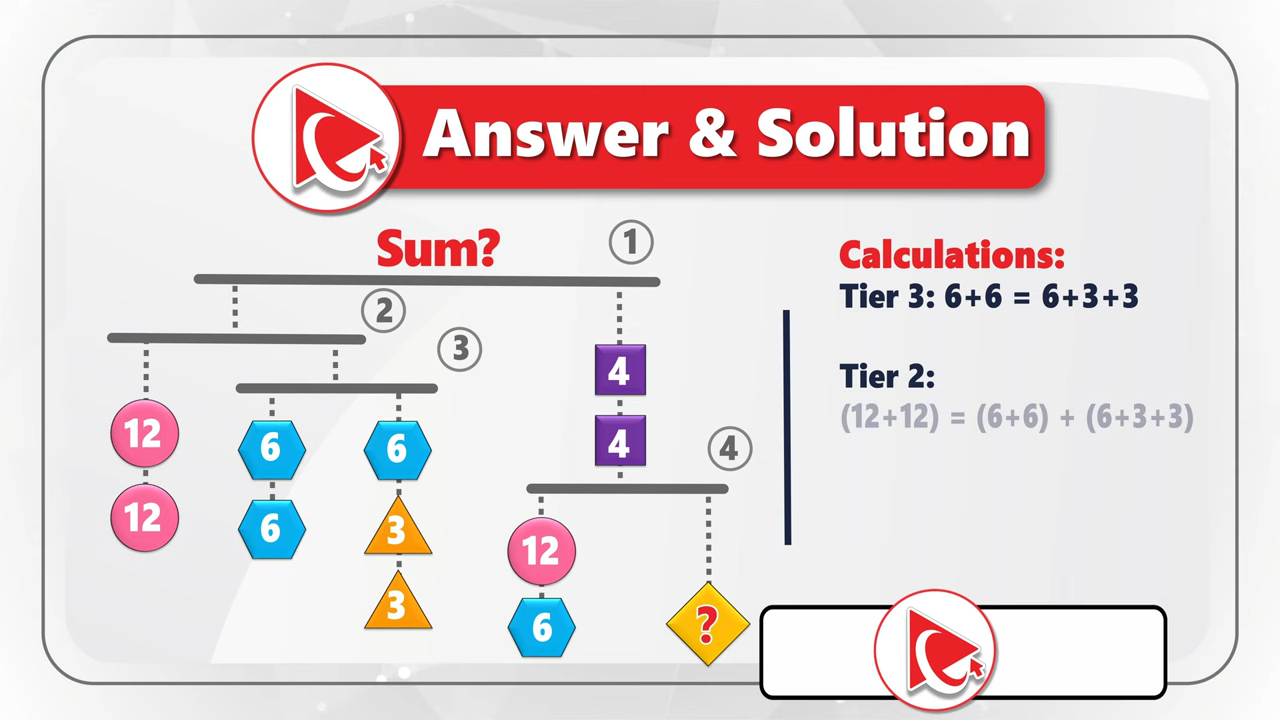 Answer & Solution
Sum?
1
2
3
4
4
4
12
12
6
6
6
3
3
12
6
?
Calculations:
Tier 3: 6+6 = 6+3+3
Tier 2:
(12+12) = (6+6) + (6+3+3)